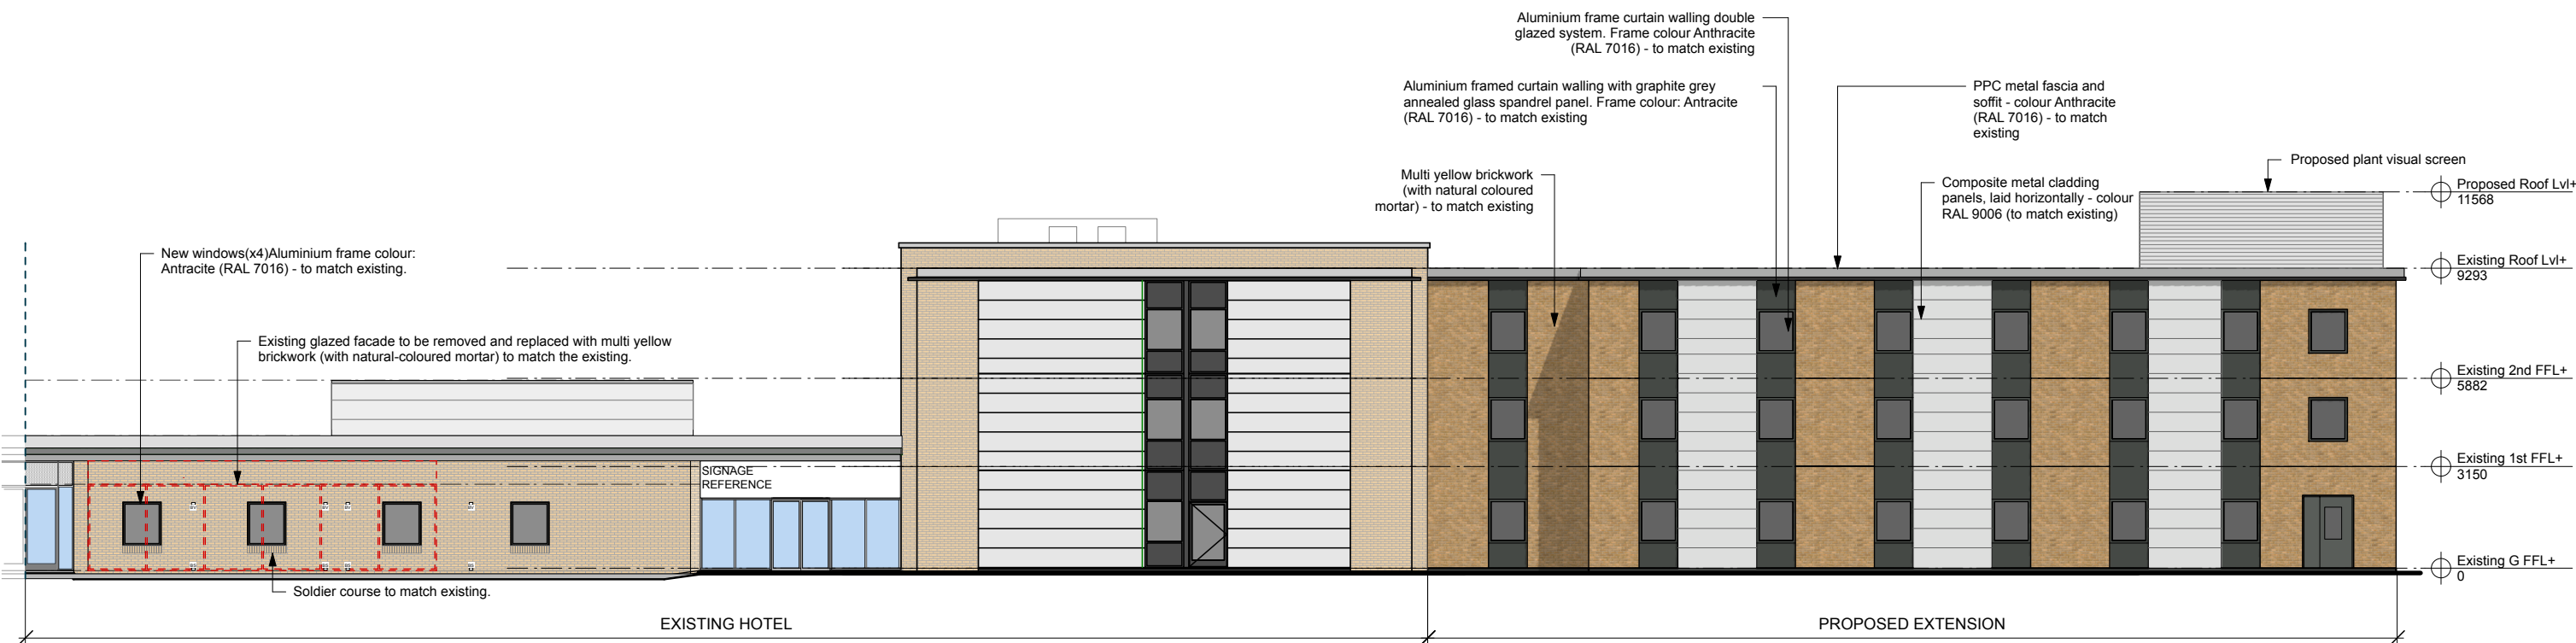 Aluminium frame curtain walling double
glazed system. Frame colour Anthracite
(RAL 7016) - to match existing
Aluminium framed curtain walling with graphite grey
annealed glass spandrel panel. Frame colour: Antracite
(RAL 7016) - to match existing
PPC metal fascia and
soffit - colour Anthracite
(RAL 7016) - to match
existing
Proposed plant visual screen
Multi yellow brickwork
(with natural coloured
mortar) - to match existing
Composite metal cladding
panels, laid horizontally - colour
RAL 9006 (to match existing)
Proposed Roof Lvl+
11568
New windows(x4)Aluminium frame colour:
Antracite (RAL 7016) - to match existing.
Existing Roof Lvl+
9293
Existing glazed facade to be removed and replaced with multi yellow
brickwork (with natural-coloured mortar) to match the existing.
Existing 2nd FFL+
5882
SIGNAGE
REFERENCE
Existing 1st FFL+
3150
Existing G FFL+
0
Soldier course to match existing.
EXISTING HOTEL
PROPOSED EXTENSION